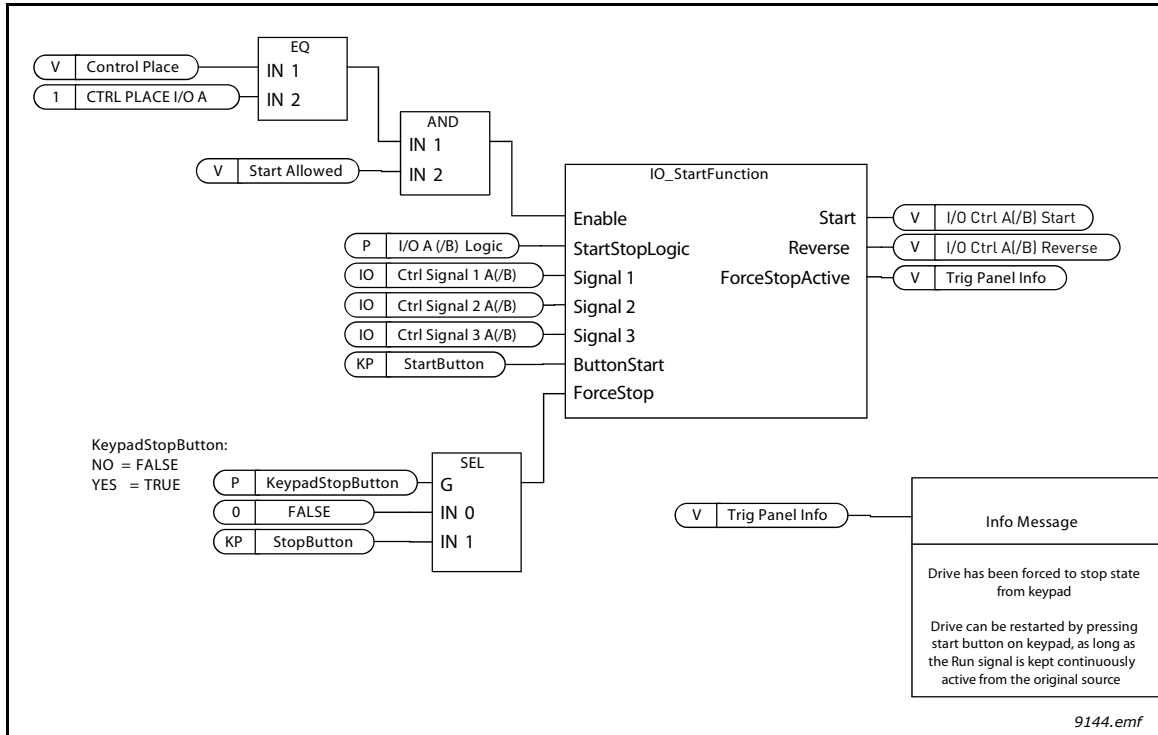 EQ
V Control Place IN 1
1 CTRL PLACE I/O A IN 2
AND
IN 1
V Start Allowed IN 2
IO_StartFunction
Enable Start V I/O Ctrl A(/B) Start
P I/O A (/B) Logic StartStopLogic Reverse V I/O Ctrl A(/B) Reverse
IO Ctrl Signal 1 A(/B) Signal 1 ForceStopActive V Trig Panel Info
IO Ctrl Signal 2 A(/B) Signal 2
IO Ctrl Signal 3 A(/B) Signal 3
KP StartButton ButtonStart
ForceStop
KeypadStopButton:
NO = FALSE
YES = TRUE
SEL
P KeypadStopButton G
0 FALSE IN 0
KP StopButton IN 1
V Trig Panel Info
Info Message
Drive has been forced to stop state
from keypad
Drive can be restarted by pressing
start button on keypad, as long as
the Run signal is kept continuously
active from the original source
9144.emf